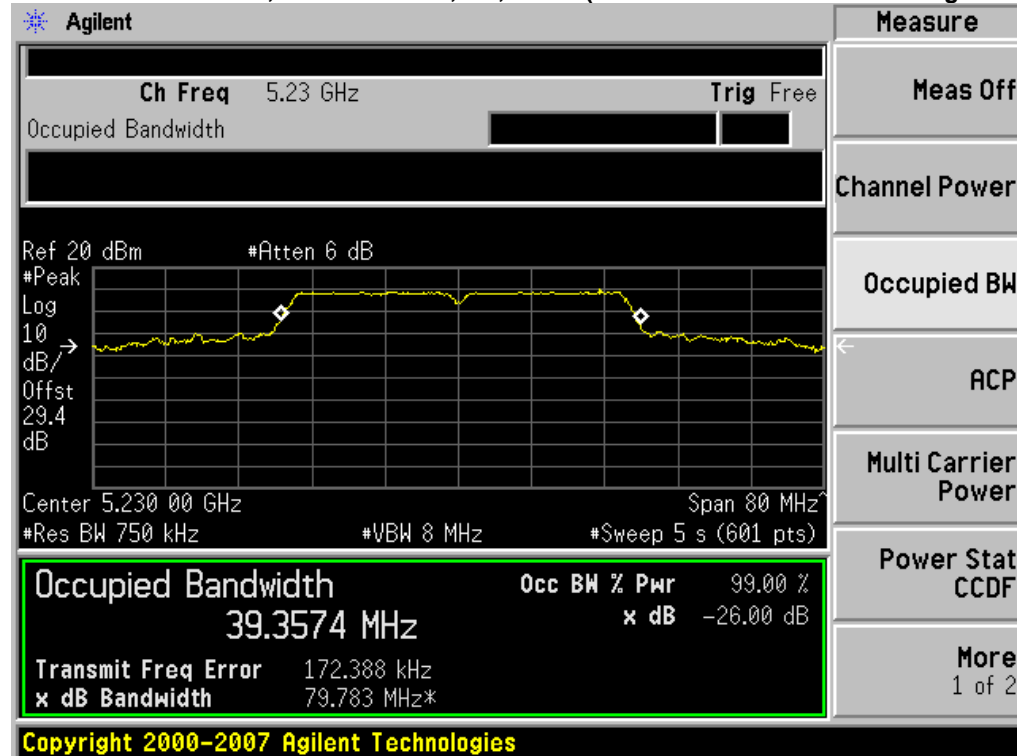 Agilent
Measure
Ch Freq 5.23 GHz Trig Free
Occupied Bandwidth
Meas Off
Channel Power
Occupied BW
ACP
Multi Carrier
Power
Power Stat
CCDF
More
1 of 2
Ref 20 dBm #Atten 6 dB
#Peak
Log
10
dB/
Offst
29.4
dB
Center 5.230 00 GHz Span 80 MHz^
#Res BW 750 kHz #VBW 8 MHz #Sweep 5 s (601 pts)
Occupied Bandwidth Occ BW % Pwr 99.00 %
39.3574 MHz x dB -26.00 dB
Transmit Freq Error 172.388 kHz
x dB Bandwidth 79.783 MHz*
Copyright 2000-2007 Agilent Technologies